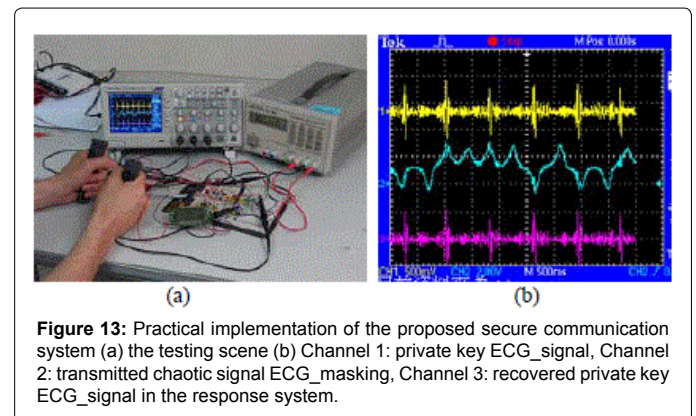 Tek
M Pos: 0.000s
1
2
CH1 500mV CH2 2.00V M 500ms CH2
(a)
(b)
Figure 13: Practical implementation of the proposed secure communication
system (a) the testing scene (b) Channel 1: private key ECG_signal, Channel
2: transmitted chaotic signal ECG_masking, Channel 3: recovered private key
ECG_signal in the response system.